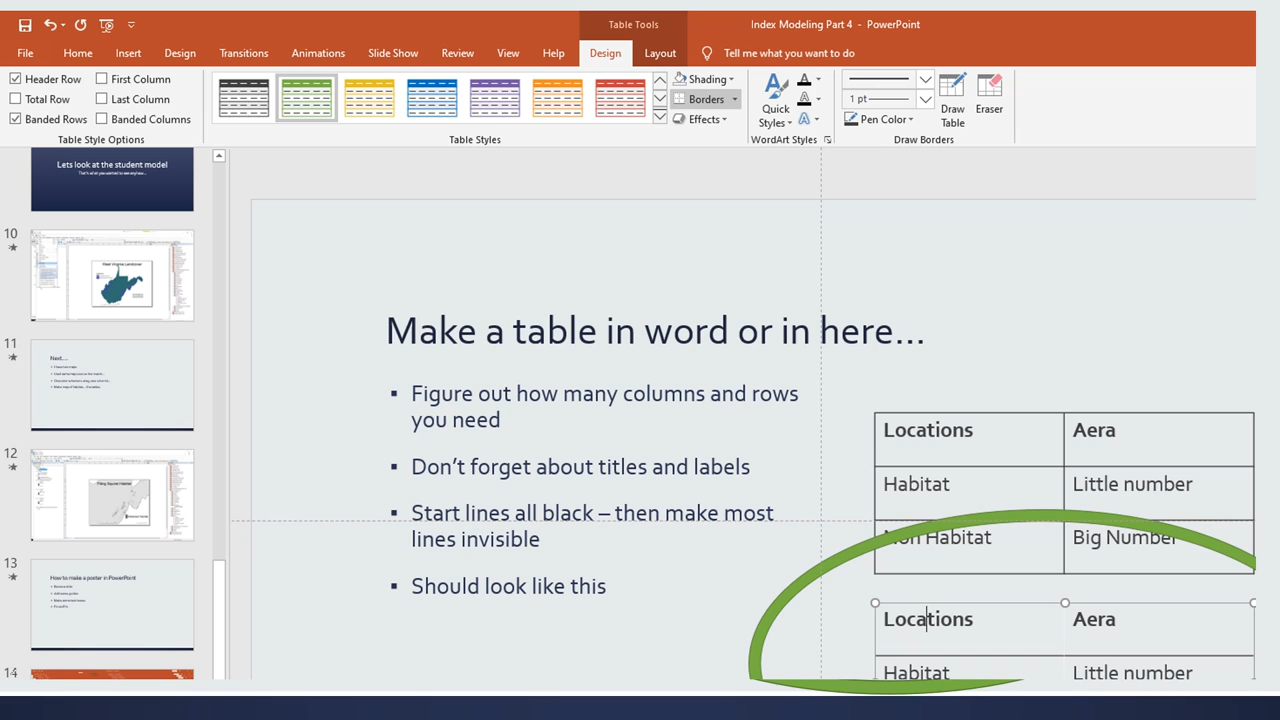 Table Tools
Index Modeling Part 4 - PowerPoint
File Home Insert Design Transitions Animations Slide Show Review View Help Design Layout Tell me what you want to do
Header Row First Column
Total Row Last Column
Banded Rows Banded Columns
Table Style Options
Table Styles
Shading
Borders
Effects
Quick
Styles
WordArt Styles
1 pt
Pen Color
Draw
Table
Eraser
Draw Borders
Lets look at the student model
10
11
Next....
12
13
How to make a poster in PowerPoint
14
Make a table in word or in here...
▪ Figure out how many columns and rows
you need
▪ Don't forget about titles and labels
▪ Start lines all black – then make most
lines invisible
▪ Should look like this
Locations Aera
Habitat Little number
Non Habitat Big Number
Locations Aera
Habitat Little number